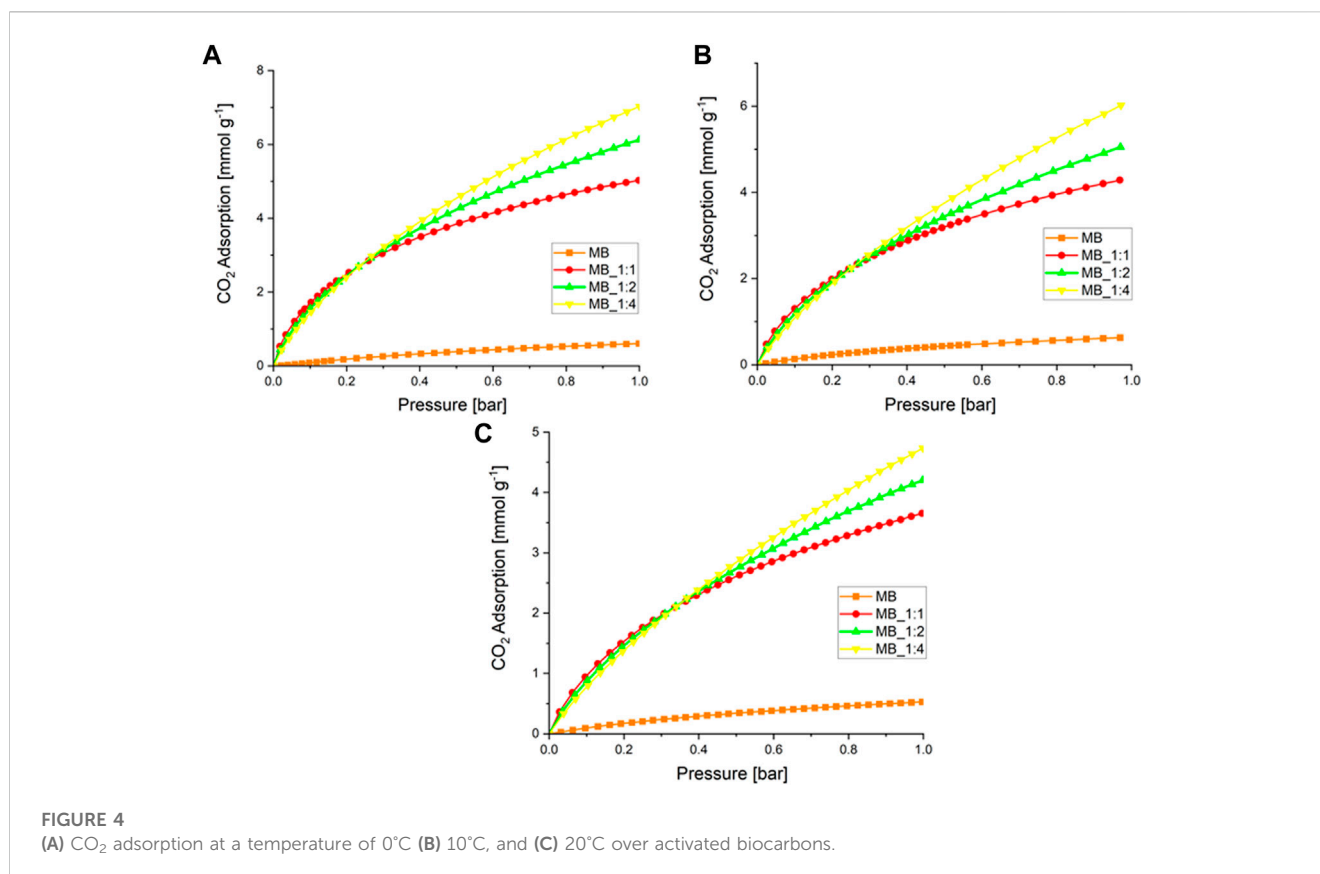 A
CO₂ Adsorption [mmol g⁻¹]
8
6
4
2
0
0.0 0.2 0.4 0.6 0.8 1.0
Pressure [bar]
MB
MB_1:1
MB_1:2
MB_1:4
B
CO₂ Adsorption [mmol g⁻¹]
6
4
2
0
0.0 0.2 0.4 0.6 0.8 1.0
Pressure [bar]
MB
MB_1:1
MB_1:2
MB_1:4
C
CO₂ Adsorption [mmol g⁻¹]
5
4
3
2
1
0
0.0 0.2 0.4 0.6 0.8 1.0
Pressure [bar]
MB
MB_1:1
MB_1:2
MB_1:4
FIGURE 4
(A) CO₂ adsorption at a temperature of 0°C (B) 10°C, and (C) 20°C over activated biocarbons.